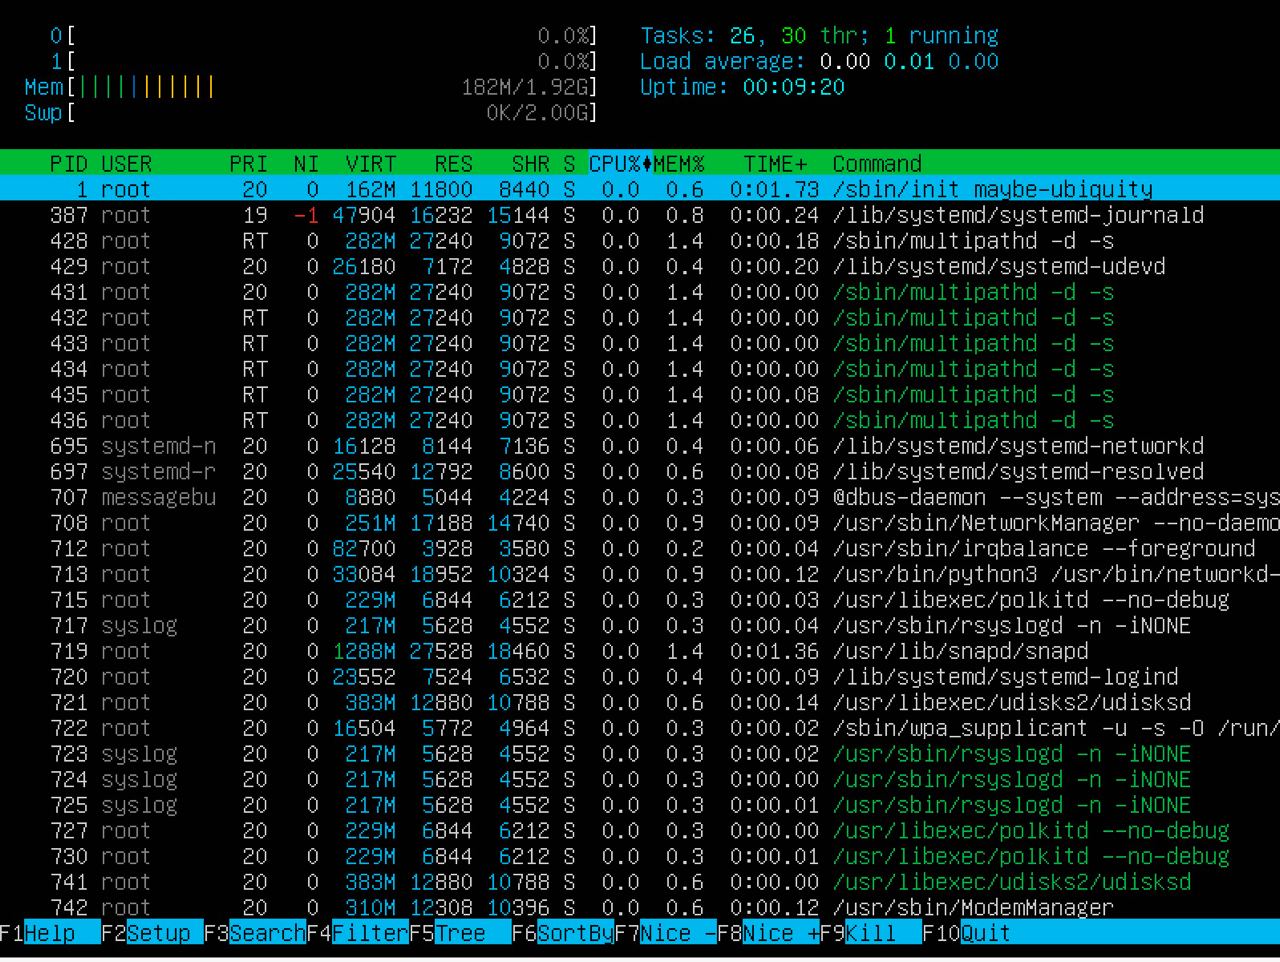 0[ 0.0%] Tasks: 26, 30 thr; 1 running
1[ 0.0%] Load average: 0.00 0.01 0.00
Mem[||||||||||| 182M/1.92G] Uptime: 00:09:20
Swp[ 0K/2.00G]
PID USER PRI NI VIRT RES SHR S CPU%♦MEM% TIME+ Command
1 root 20 0 162M 11800 8440 S 0.0 0.6 0:01.73 /sbin/init maybe-ubiquity
387 root 19 -1 47904 16232 15144 S 0.0 0.8 0:00.24 /lib/systemd/systemd-journald
428 root RT 0 282M 27240 9072 S 0.0 1.4 0:00.18 /sbin/multipathd -d -s
429 root 20 0 26180 7172 4828 S 0.0 0.4 0:00.20 /lib/systemd/systemd-udevd
431 root 20 0 282M 27240 9072 S 0.0 1.4 0:00.00 /sbin/multipathd -d -s
432 root RT 0 282M 27240 9072 S 0.0 1.4 0:00.00 /sbin/multipathd -d -s
433 root RT 0 282M 27240 9072 S 0.0 1.4 0:00.00 /sbin/multipathd -d -s
434 root RT 0 282M 27240 9072 S 0.0 1.4 0:00.00 /sbin/multipathd -d -s
435 root RT 0 282M 27240 9072 S 0.0 1.4 0:00.08 /sbin/multipathd -d -s
436 root RT 0 282M 27240 9072 S 0.0 1.4 0:00.00 /sbin/multipathd -d -s
695 systemd-n 20 0 16128 8144 7136 S 0.0 0.4 0:00.06 /lib/systemd/systemd-networkd
697 systemd-r 20 0 25540 12792 8600 S 0.0 0.6 0:00.08 /lib/systemd/systemd-resolved
707 messagebu 20 0 8880 5044 4224 S 0.0 0.3 0:00.09 @dbus-daemon --system --address=sys
708 root 20 0 251M 17188 14740 S 0.0 0.9 0:00.09 /usr/sbin/NetworkManager --no-daemo
712 root 20 0 82700 3928 3580 S 0.0 0.2 0:00.04 /usr/sbin/irqbalance --foreground
713 root 20 0 33084 18952 10324 S 0.0 0.9 0:00.12 /usr/bin/python3 /usr/bin/networkd-
715 root 20 0 229M 6844 6212 S 0.0 0.3 0:00.03 /usr/libexec/polkitd --no-debug
717 syslog 20 0 217M 5628 4552 S 0.0 0.3 0:00.04 /usr/sbin/rsyslogd -n -iNONE
719 root 20 0 1288M 27528 18460 S 0.0 1.4 0:01.36 /usr/lib/snapd/snapd
720 root 20 0 23552 7524 6532 S 0.0 0.4 0:00.09 /lib/systemd/systemd-logind
721 root 20 0 383M 12880 10788 S 0.0 0.6 0:00.14 /usr/libexec/udisks2/udisksd
722 root 20 0 16504 5772 4964 S 0.0 0.3 0:00.02 /sbin/wpa_supplicant -u -s -O /run/
723 syslog 20 0 217M 5628 4552 S 0.0 0.3 0:00.02 /usr/sbin/rsyslogd -n -iNONE
724 syslog 20 0 217M 5628 4552 S 0.0 0.3 0:00.00 /usr/sbin/rsyslogd -n -iNONE
725 syslog 20 0 217M 5628 4552 S 0.0 0.3 0:00.01 /usr/sbin/rsyslogd -n -iNONE
727 root 20 0 229M 6844 6212 S 0.0 0.3 0:00.00 /usr/libexec/polkitd --no-debug
730 root 20 0 229M 6844 6212 S 0.0 0.3 0:00.01 /usr/libexec/polkitd --no-debug
741 root 20 0 383M 12880 10788 S 0.0 0.6 0:00.00 /usr/libexec/udisks2/udisksd
742 root 20 0 310M 12308 10396 S 0.0 0.6 0:00.12 /usr/sbin/ModemManager
F1Help F2Setup F3SearchF4FilterF5Tree F6SortByF7Nice -F8Nice +F9Kill F10Quit